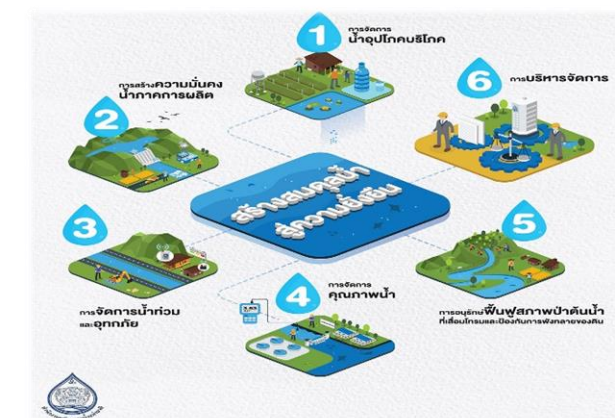 1
การจัดการ
น้ำอุปโภคบริโภค
การสร้างความมั่นคง
น้ำภาคการผลิต
2
6
การบริหารจัดการ
สร้างสมดุลน้ำ
สู่ความยั่งยืน
3
การจัดการน้ำท่วม
และอุทกภัย
4
การจัดการ
คุณภาพน้ำ
5
การอนุรักษ์ฟื้นฟูสภาพป่าต้นน้ำ
ที่เสื่อมโทรมและป้องกันการพังทลายของดิน